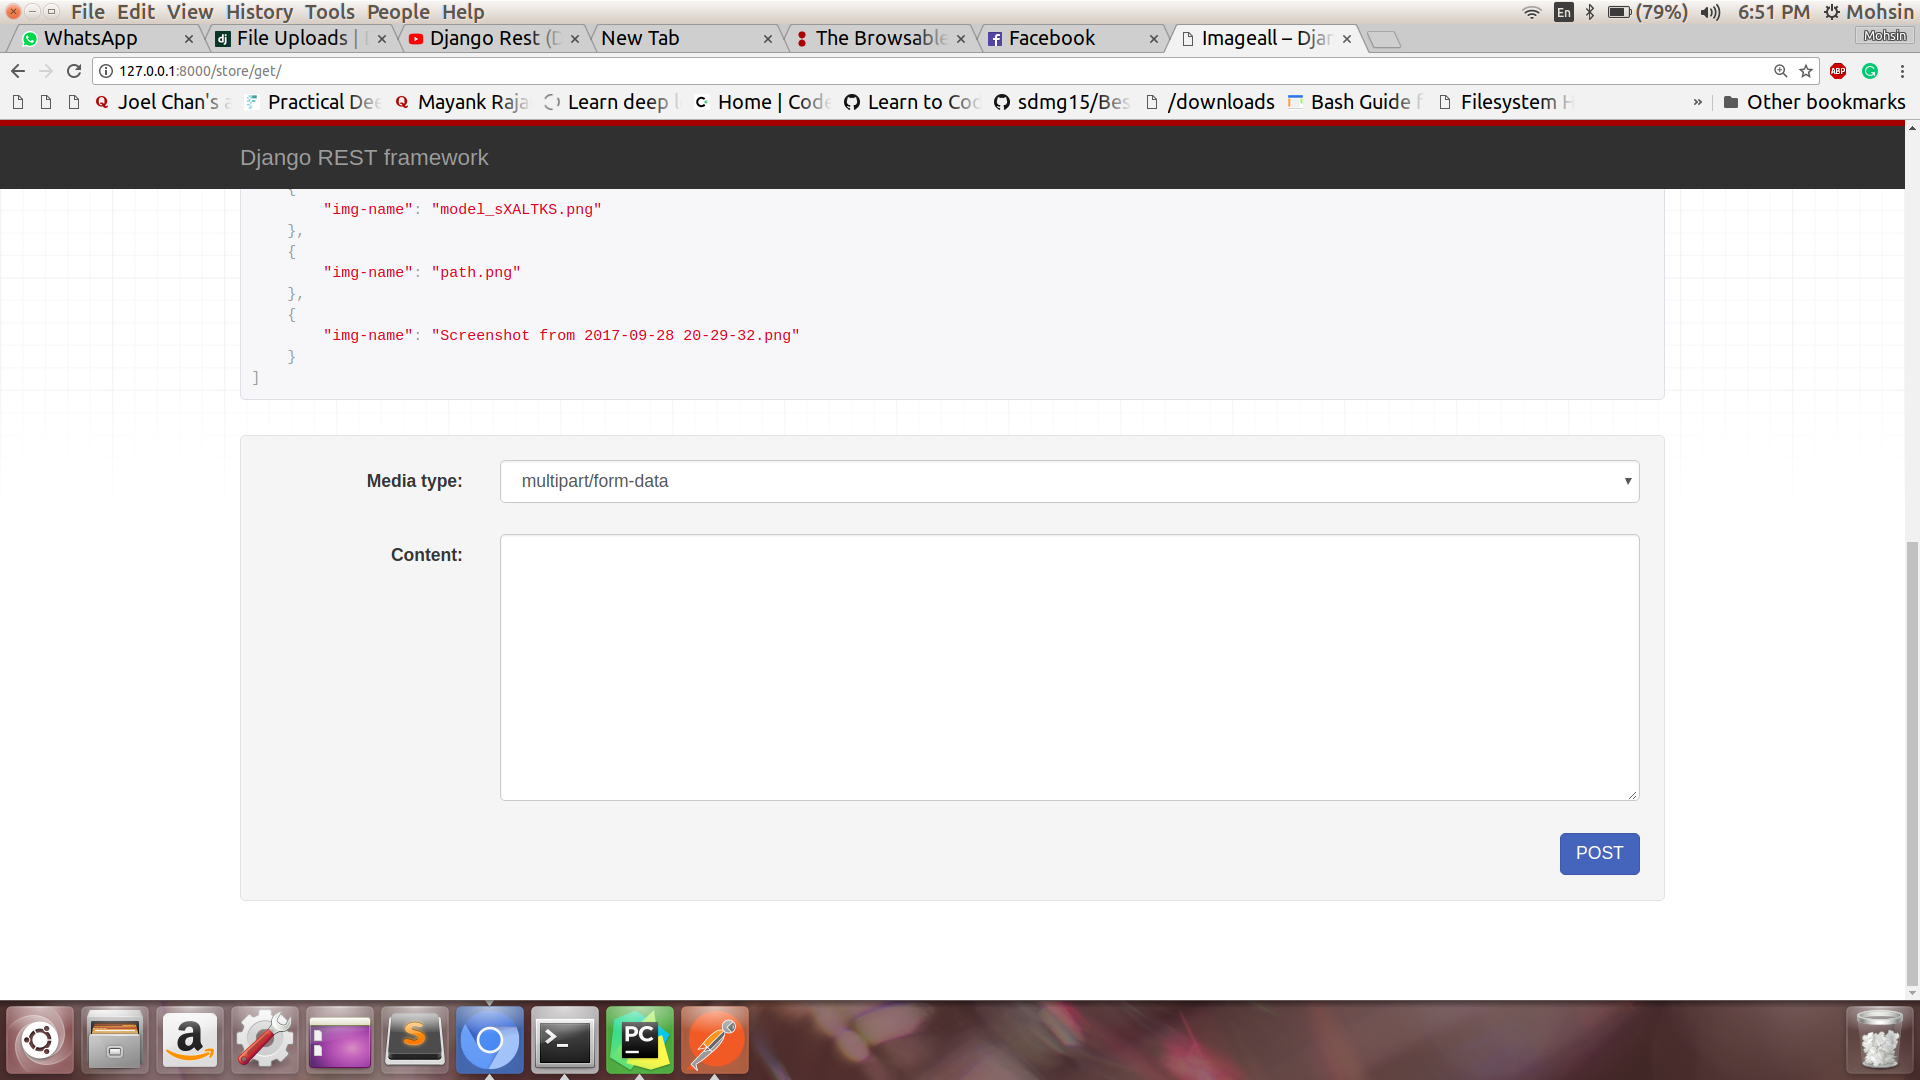 File Edit View History Tools People Help
En (79%) 6:51 PM Mohsin
WhatsApp File Uploads | Django Rest (D New Tab The Browsable Facebook Imageall – Djan Mohsin
127.0.0.1:8000/store/get/ ABP
Joel Chan's a Practical Dee Mayank Raja Learn deep l Home | Code Learn to Coc sdmg15/Bes /downloads Bash Guide f Filesystem H » Other bookmarks
Django REST framework
{
"img-name": "model_sXALTKS.png"
},
{
"img-name": "path.png"
},
{
"img-name": "Screenshot from 2017-09-28 20-29-32.png"
}
]
Media type: multipart/form-data
Content:
POST